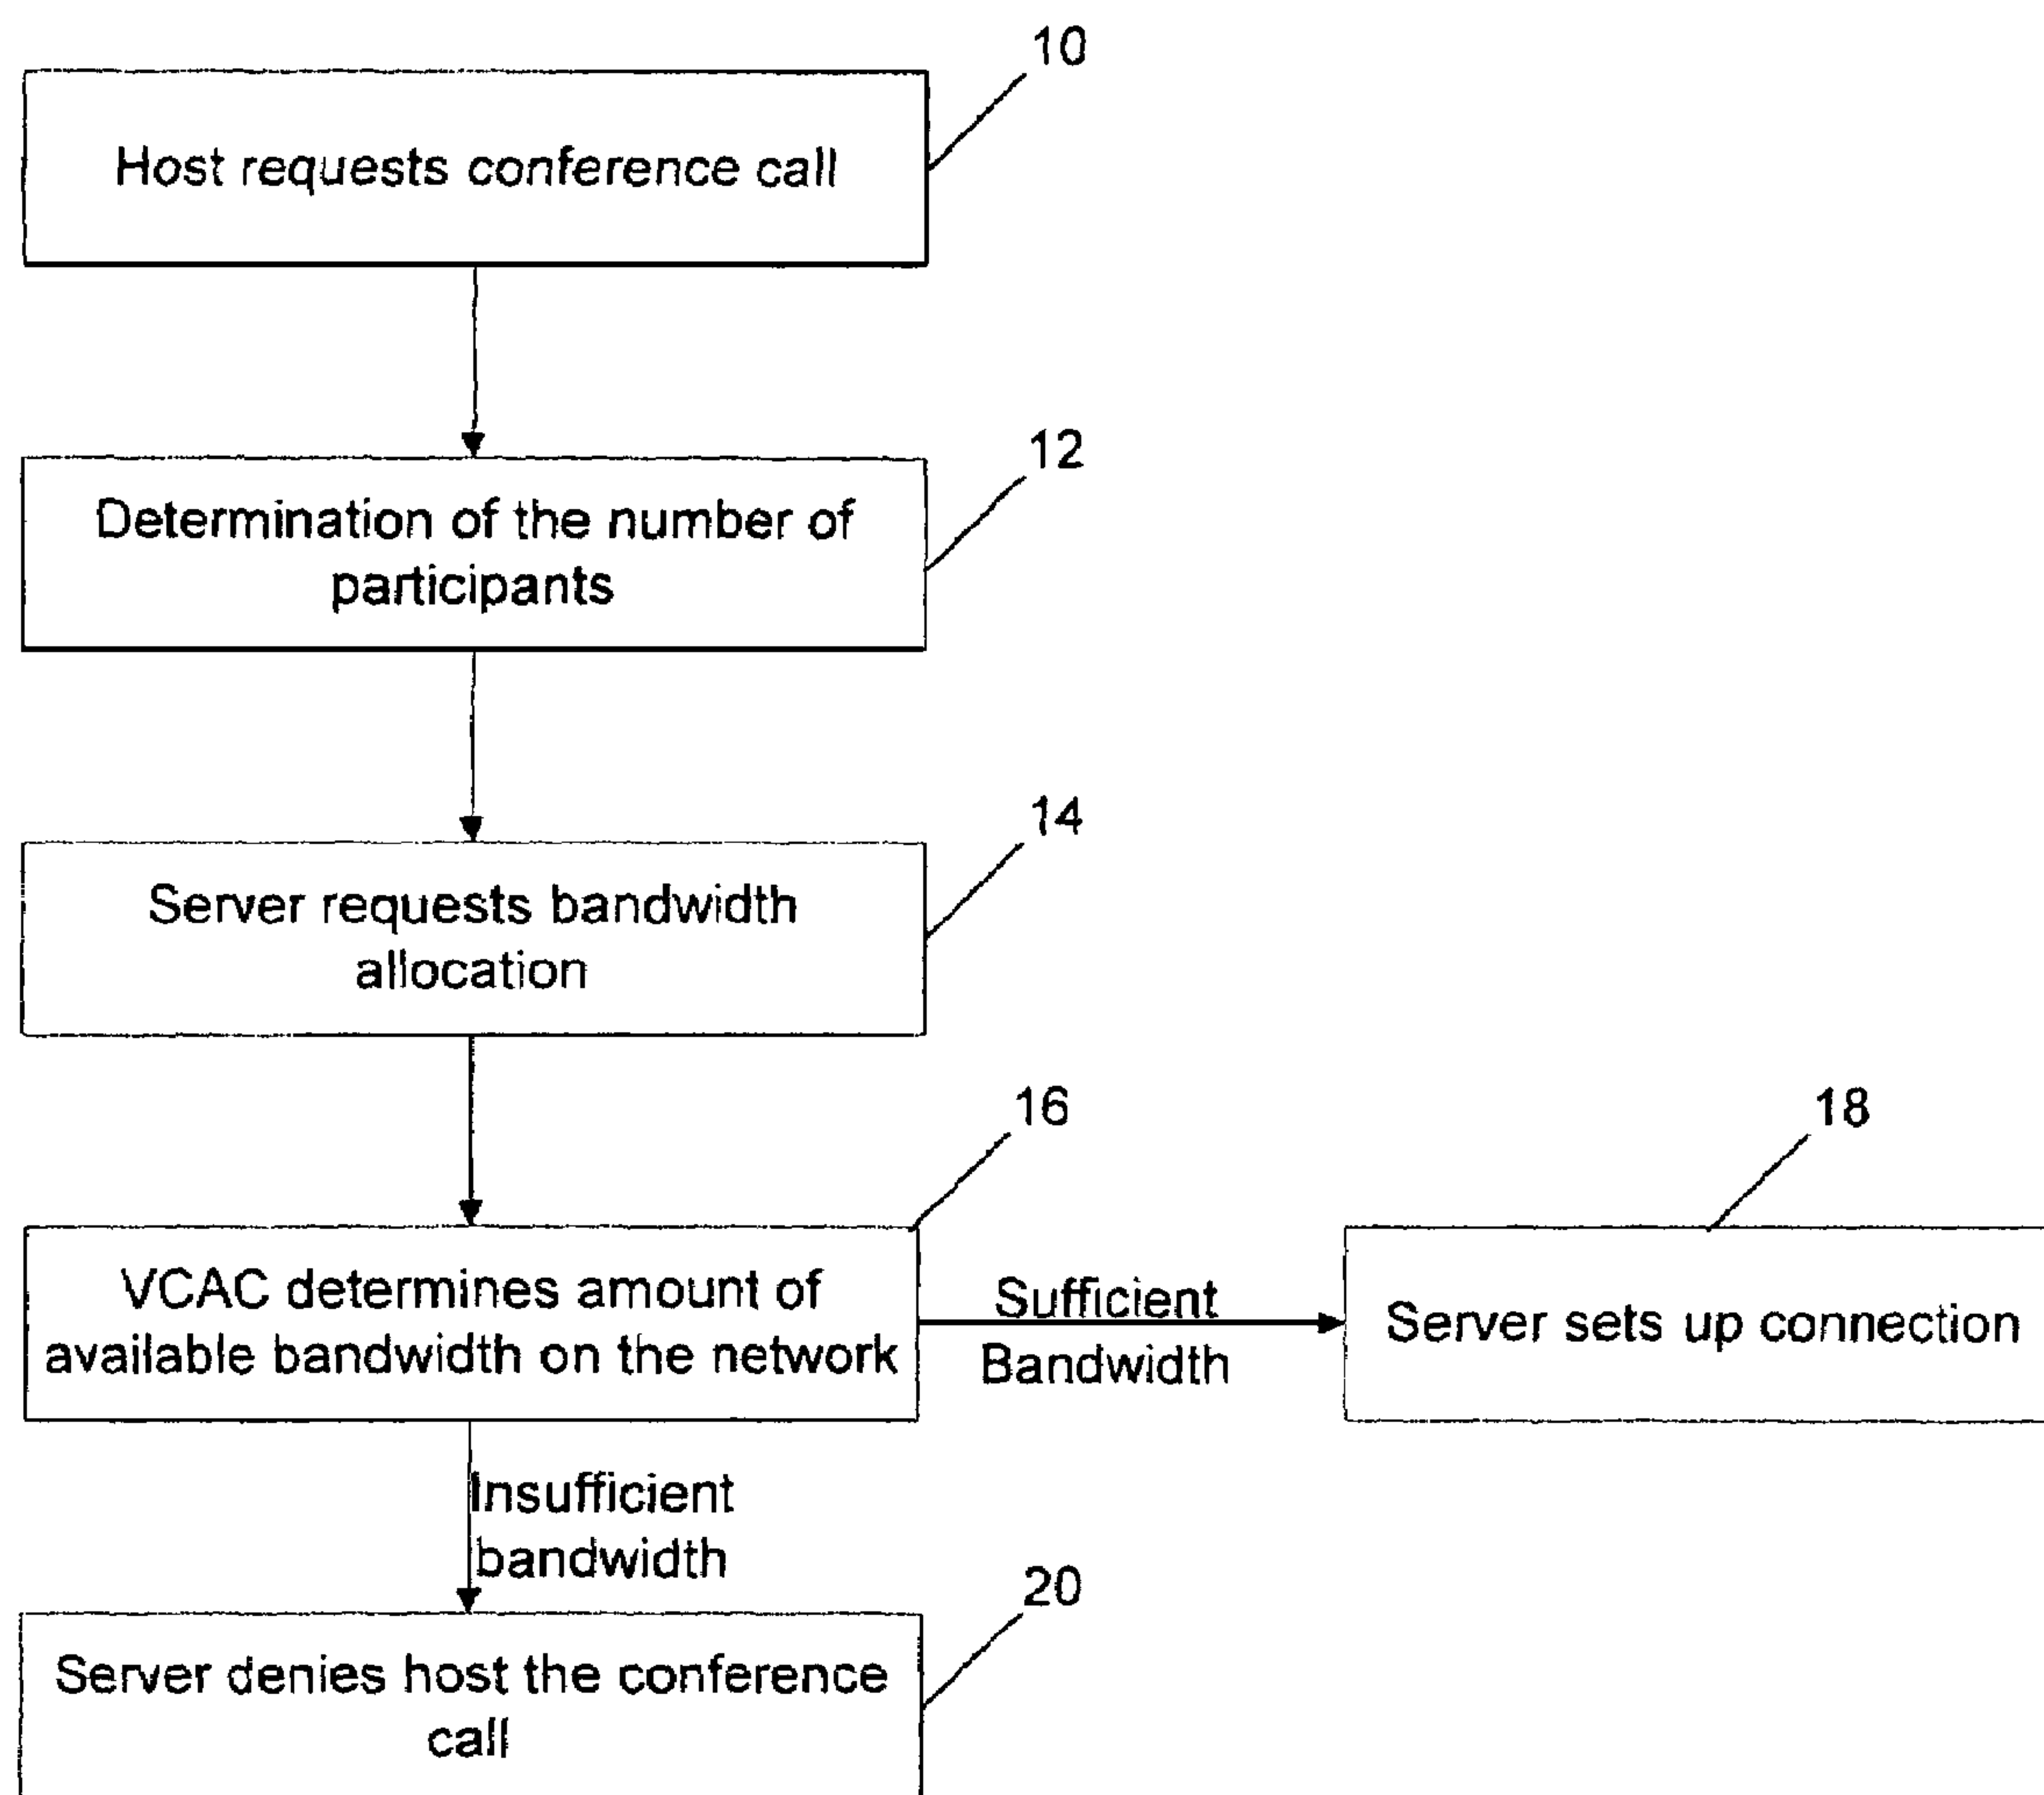 10
Host requests conference call
12
Determination of the number of
participants
14
Server requests bandwidth
allocation
16
18
VCAC determines amount of
available bandwidth on the network
Sufficient
Bandwidth
Server sets up connection
Insufficient
bandwidth
20
Server denies host the conference
call